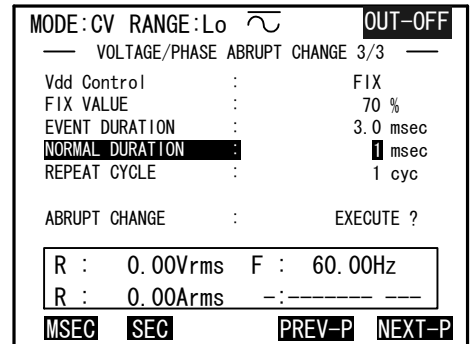 MODE:CV RANGE:Lo OUT-OFF
VOLTAGE/PHASE ABRUPT CHANGE 3/3
Vdd Control : FIX
FIX VALUE : 70 %
EVENT DURATION : 3.0 msec
NORMAL DURATION : 1 msec
REPEAT CYCLE : 1 cyc
ABRUPT CHANGE : EXECUTE ?
R : 0.00Vrms F : 60.00Hz
R : 0.00Arms -:------- ---
MSEC SEC PREV-P NEXT-P